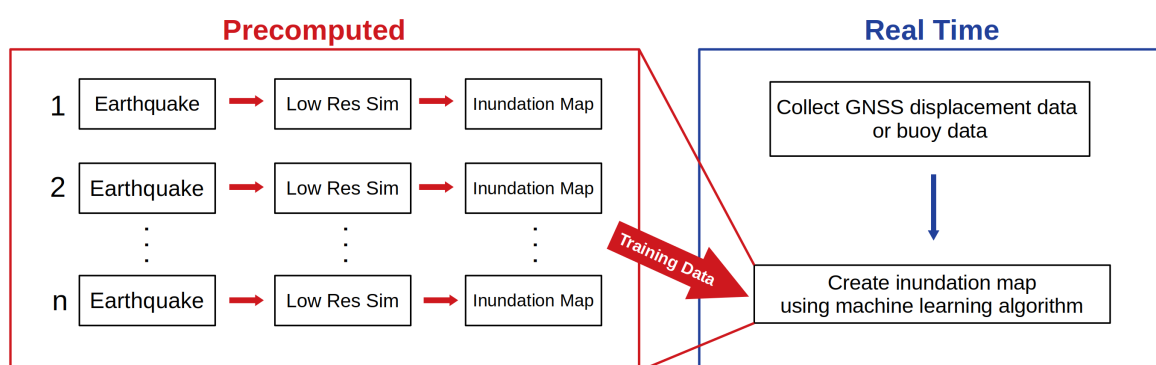 Precomputed
Real Time
1 Earthquake Low Res Sim Inundation Map
2 Earthquake Low Res Sim Inundation Map
n Earthquake Low Res Sim Inundation Map
Training Data
Collect GNSS displacement data
or buoy data
Create inundation map
using machine learning algorithm